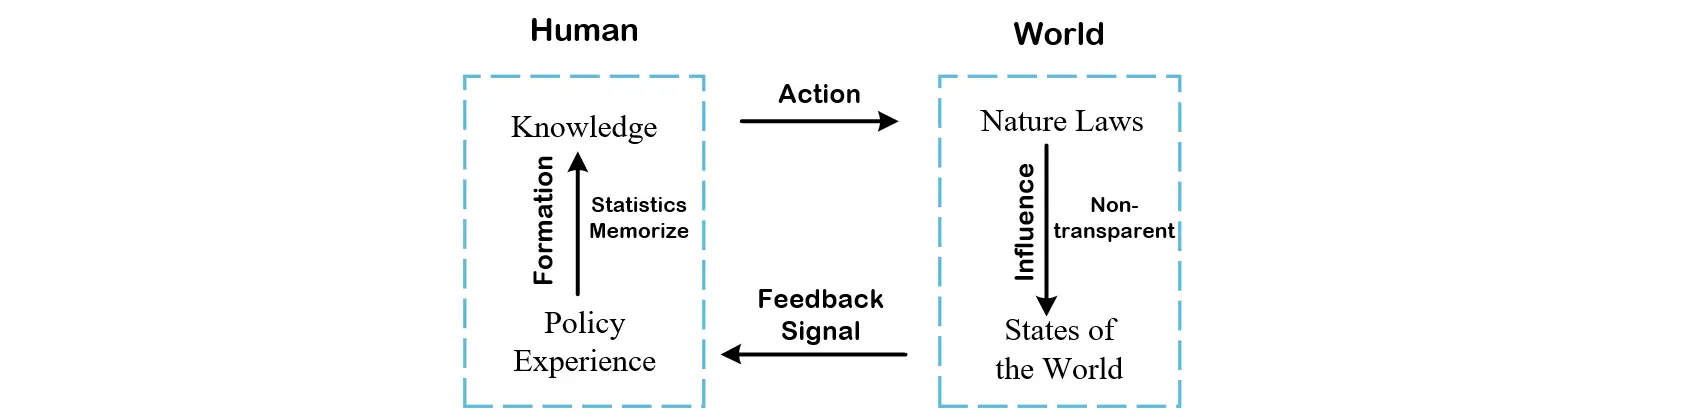 Human
World
Action
Knowledge
Nature Laws
Formation
Statistics
Memorize
Influence
Non-
transparent
Feedback
Signal
Policy
Experience
States of
the World